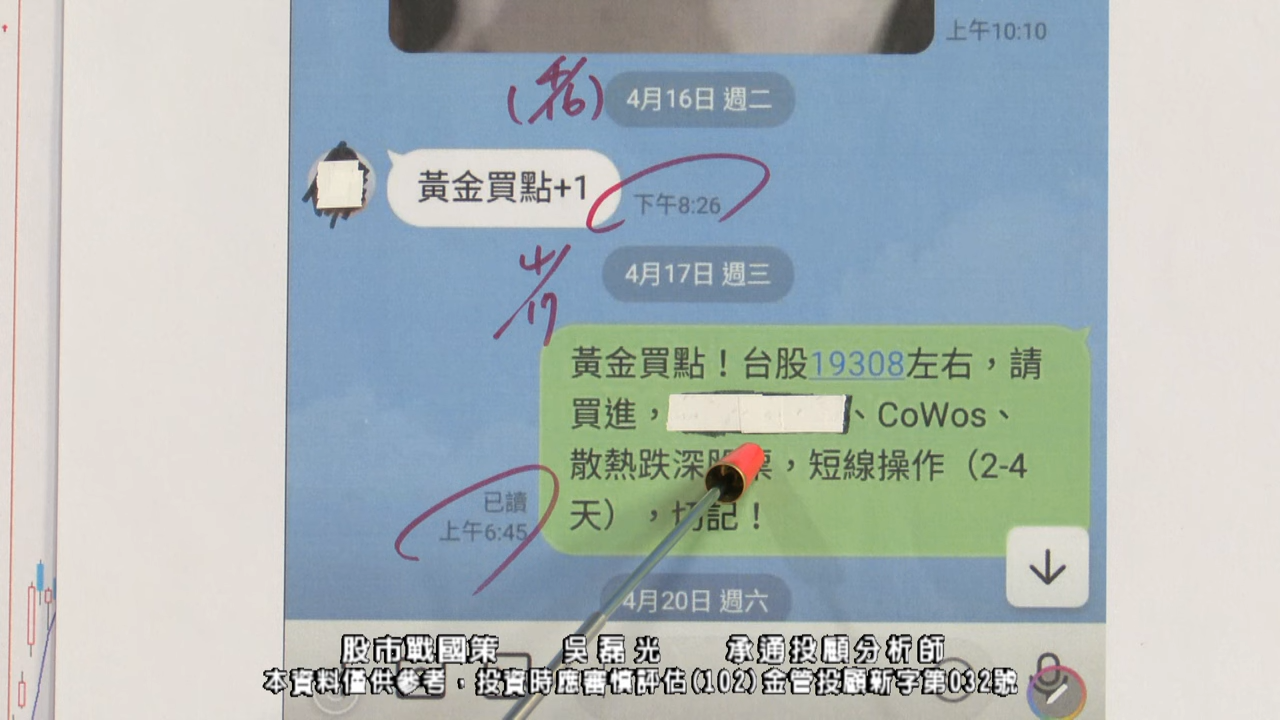 上午10:10
(4/16)
4月16日 週二
黃金買點+1
下午8:26
4/17
4月17日 週三
黃金買點！台股19308左右，請
買進，、CoWos、
散熱跌深股票，短線操作（2-4
天），切記！
已讀
上午6:45
4月20日 週六
股市戰國策 吳磊光 承通投顧分析師
本資料僅供參考，投資時應審慎評估(102)金管投顧新字第032號